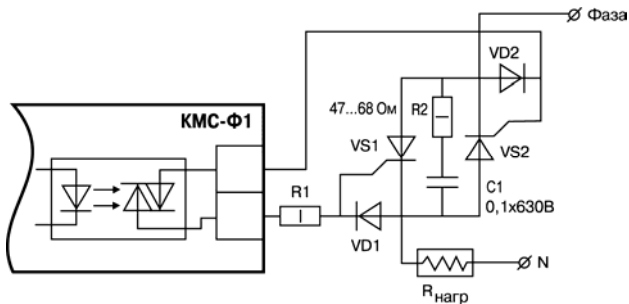 Фаза
VD2
КМС-Ф1
47...68 Ом
R2
VS1
VS2
R1
C1
0,1x630В
VD1
N
Rнагр